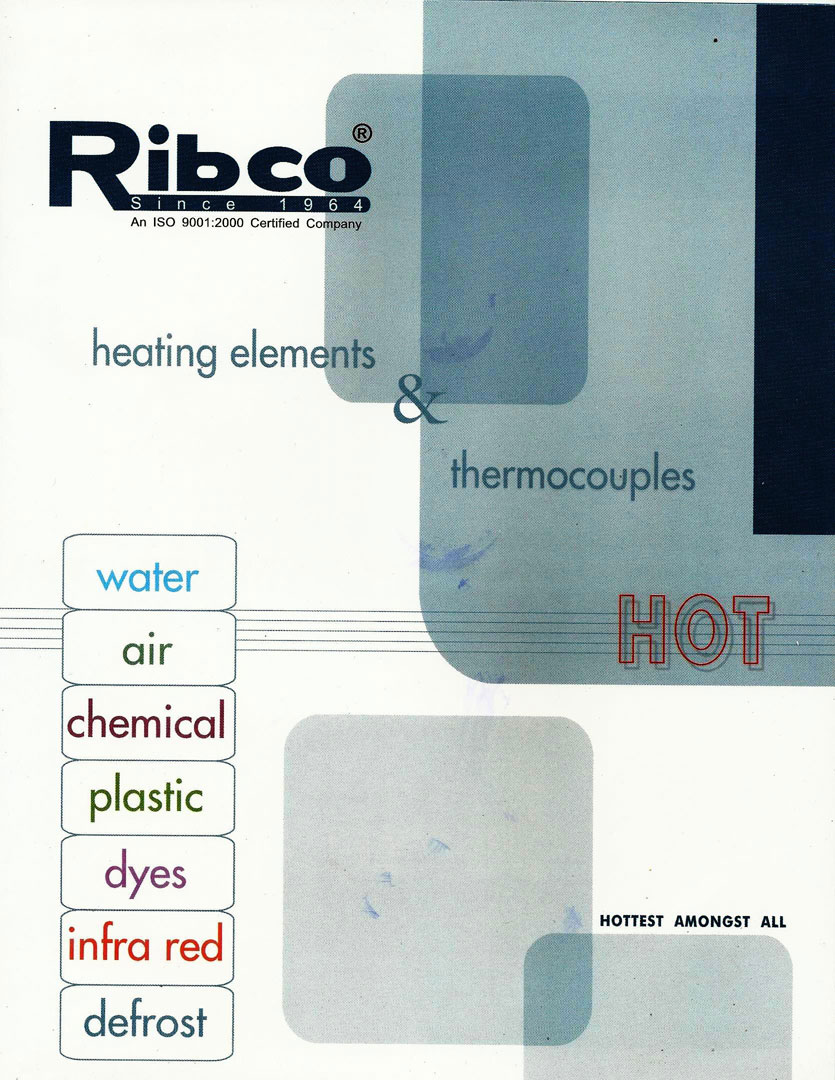 Ribco®
Since 1964
An ISO 9001:2000 Certified Company
heating elements
&
thermocouples
water
air
chemical
plastic
dyes
infra red
defrost
HOT
HOTTEST AMONGST ALL